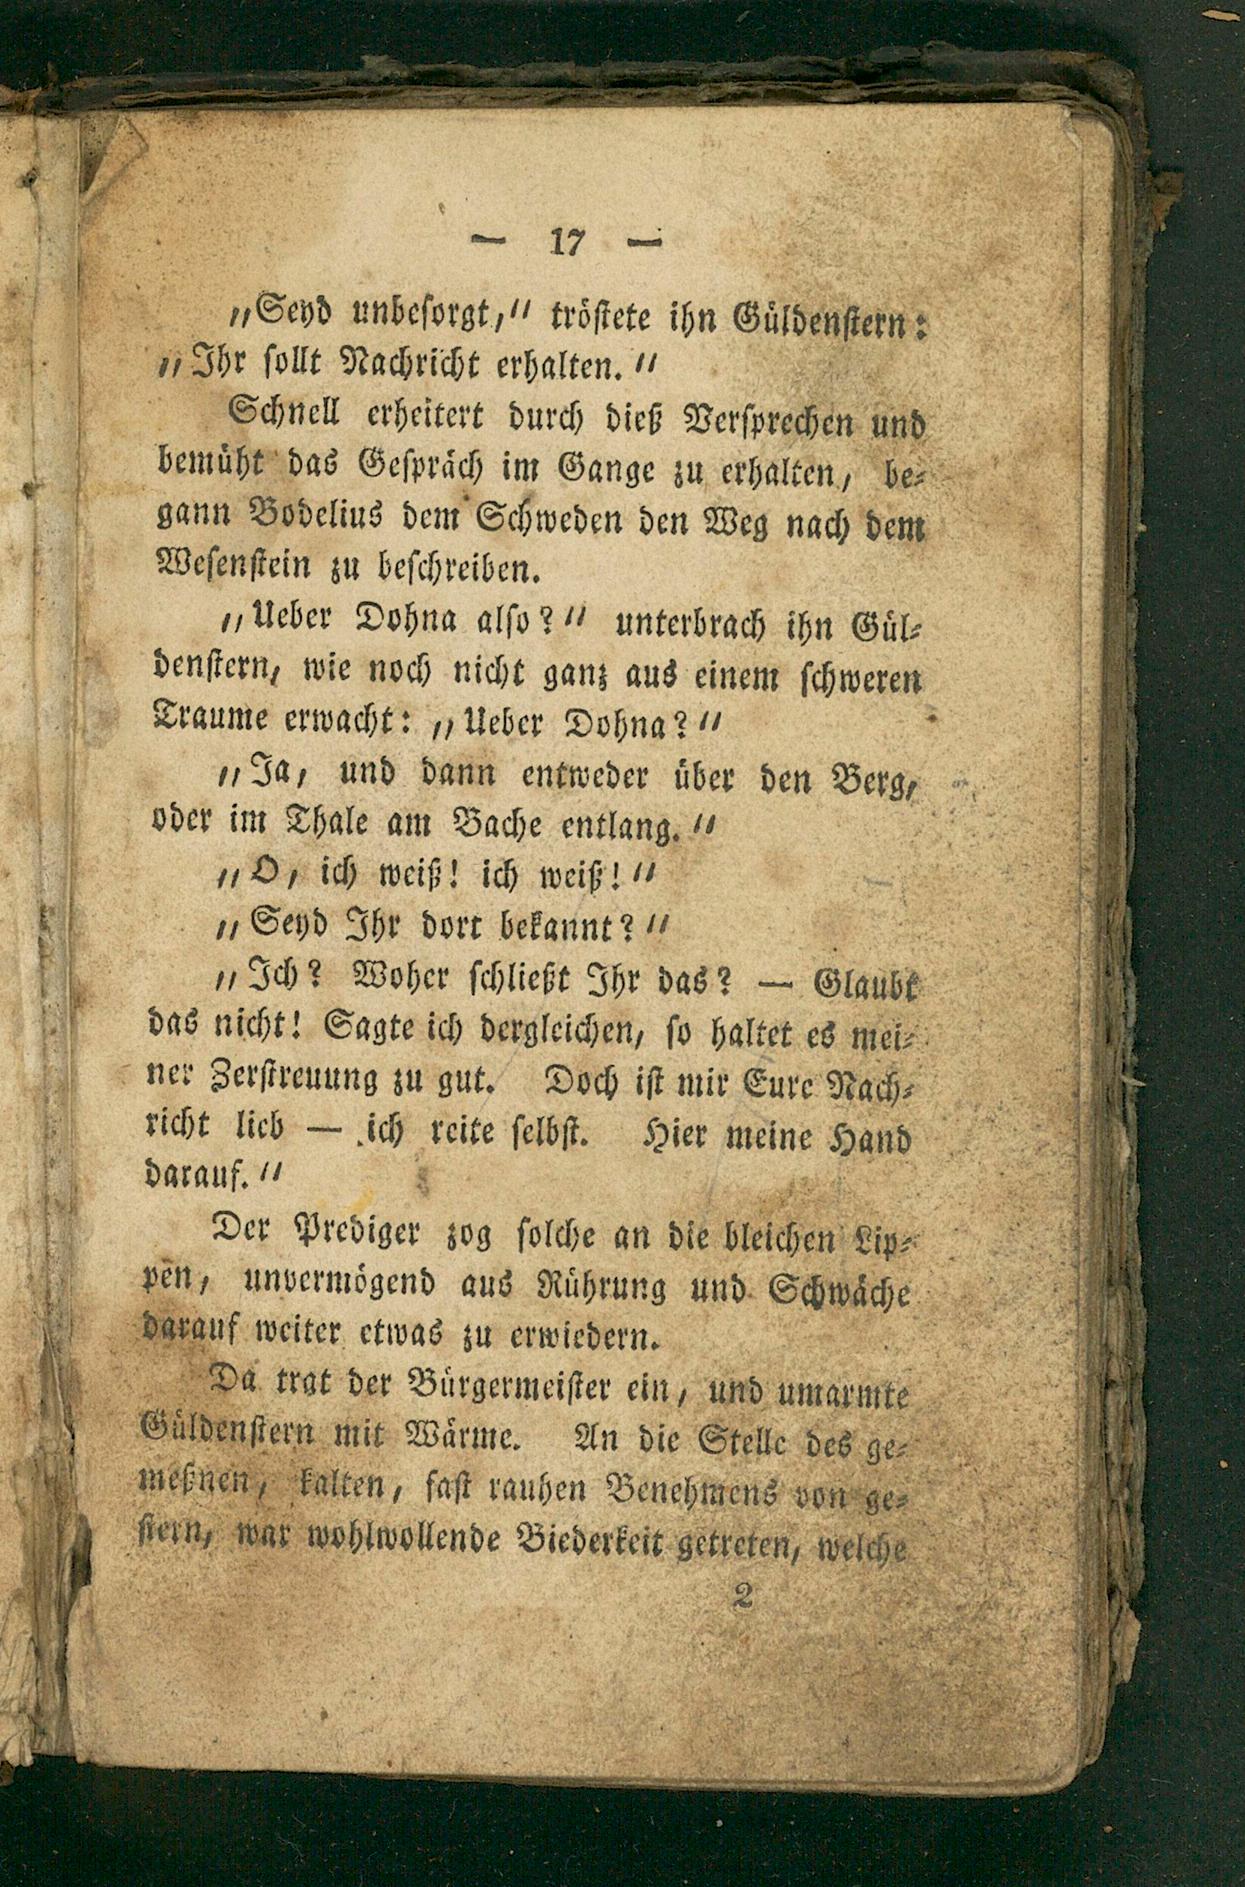 — 17 —
„Seyd unbesorgt,“ tröstete ihn Güldenstern:
„Ihr sollt Nachricht erhalten.“
Schnell erheitert durch dieß Versprechen und
bemüht das Gespräch im Gange zu erhalten, be-
gann Bodelius dem Schweden den Weg nach dem
Wesenstein zu beschreiben.
„Ueber Dohna also?“ unterbrach ihn Gül-
denstern, wie noch nicht ganz aus einem schweren
Traume erwacht: „Ueber Dohna?“
„Ja, und dann entweder über den Berg,
oder im Thale am Bache entlang.“
„O, ich weiß! ich weiß!“
„Seyd Ihr dort bekannt?“
„Ich? Woher schließt Ihr das? — Glaubt
das nicht! Sagte ich dergleichen, so haltet es mei-
ner Zerstreuung zu gut. Doch ist mir Eure Nach-
richt lieb — ich reite selbst. Hier meine Hand
darauf.“
Der Prediger zog solche an die bleichen Lip-
pen, unvermögend aus Rührung und Schwäche
darauf weiter etwas zu erwiedern.
Da trat der Bürgermeister ein, und umarmte
Güldenstern mit Wärme. An die Stelle des ge-
meßnen, kalten, fast rauhen Benehmens von ge-
stern, war wohlwollende Biederkeit getreten, welche
2